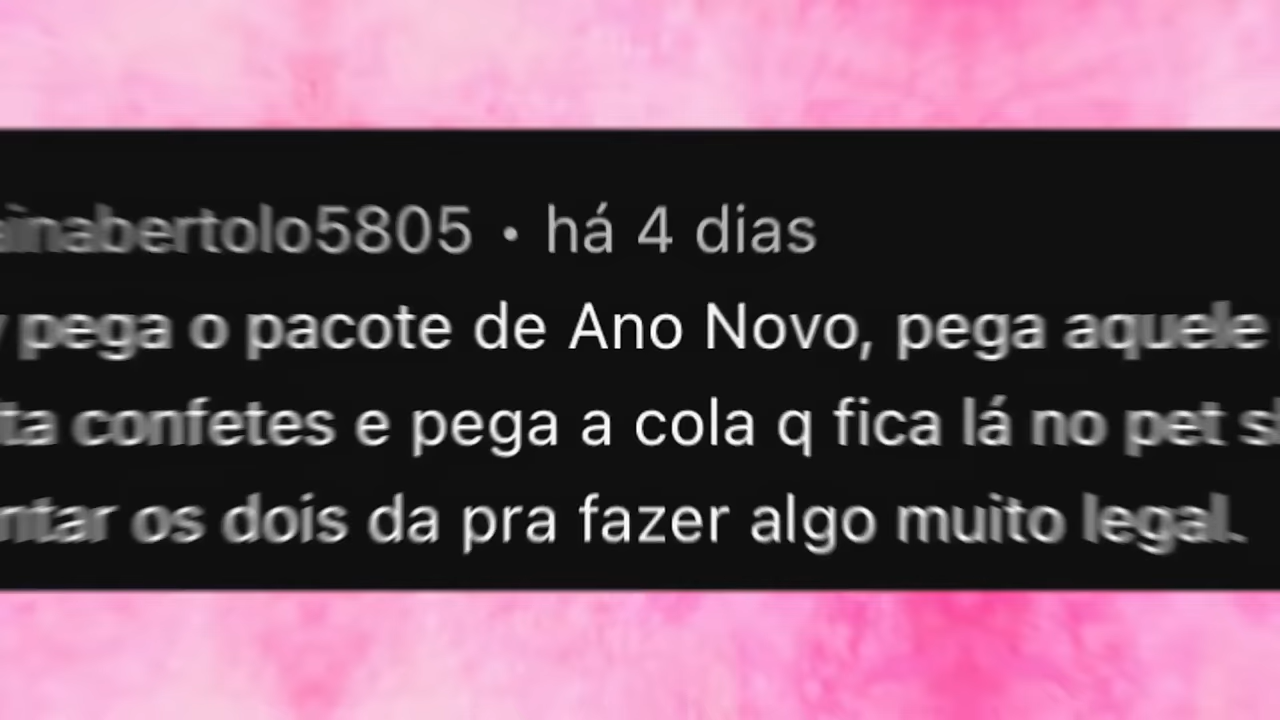 ainabertolo5805 • há 4 dias
pega o pacote de Ano Novo, pega aquele
confetes e pega a cola q fica lá no pet
os dois da pra fazer algo muito legal.